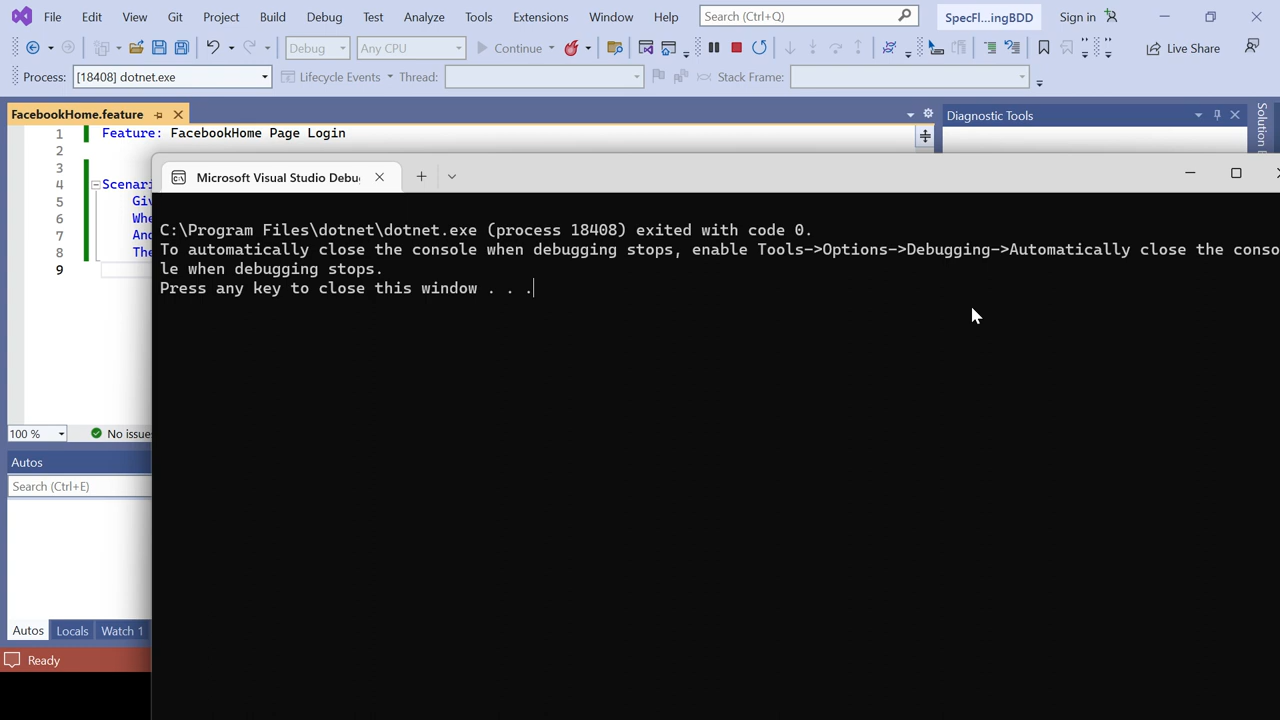 File Edit View Git Project Build Debug Test Analyze Tools Extensions Window Help Search (Ctrl+Q) SpecFl...ingBDD Sign in
Debug Any CPU Continue Live Share
Process: [18408] dotnet.exe Lifecycle Events Thread: Stack Frame:
FacebookHome.feature Diagnostic Tools
1 Feature: FacebookHome Page Login
2
3
4 Scenari
5 Giv
6 Whe
7 And
8 The
9
Microsoft Visual Studio Debu
C:\Program Files\dotnet\dotnet.exe (process 18408) exited with code 0.
To automatically close the console when debugging stops, enable Tools->Options->Debugging->Automatically close the conso
le when debugging stops.
Press any key to close this window . . .
100 % No issues
Autos
Search (Ctrl+E)
Autos Locals Watch 1
Ready